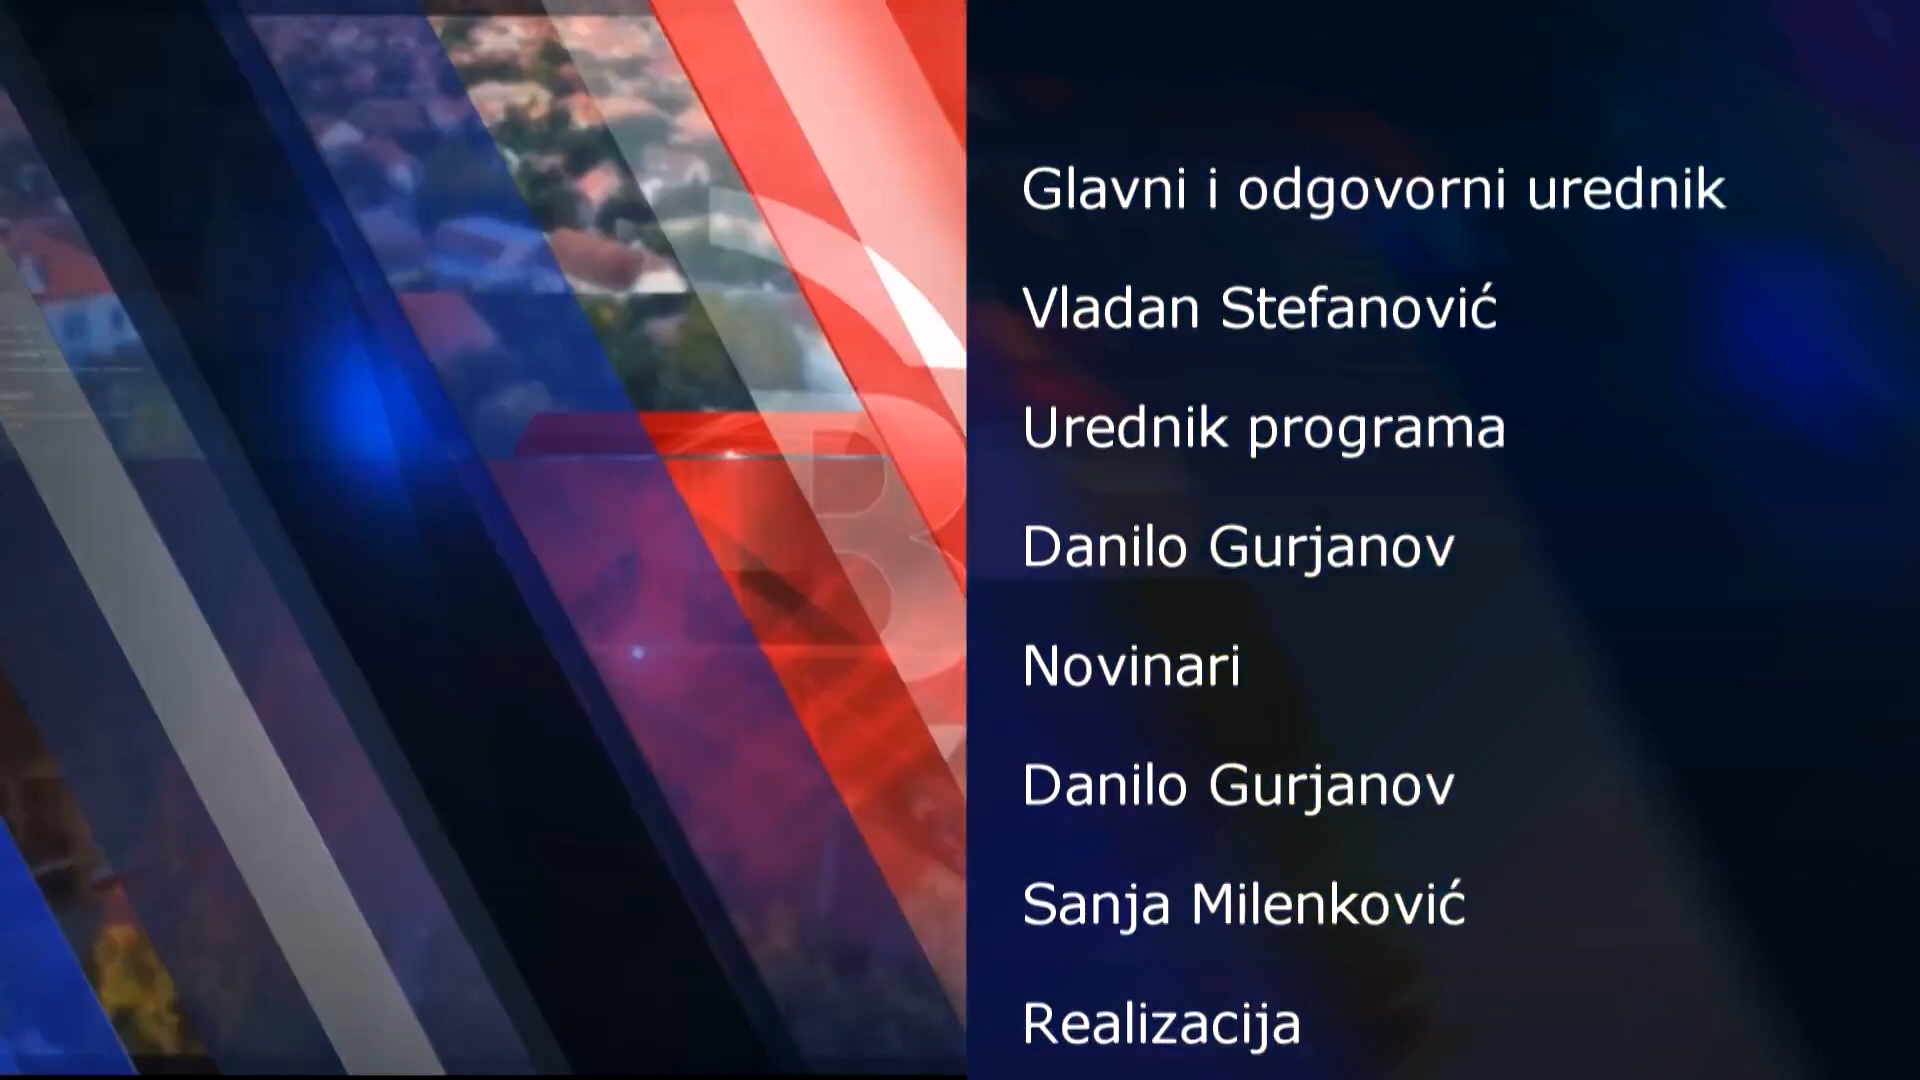 Glavni i odgovorni urednik
Vladan Stefanović
Urednik programa
Danilo Gurjanov
Novinari
Danilo Gurjanov
Sanja Milenković
Realizacija